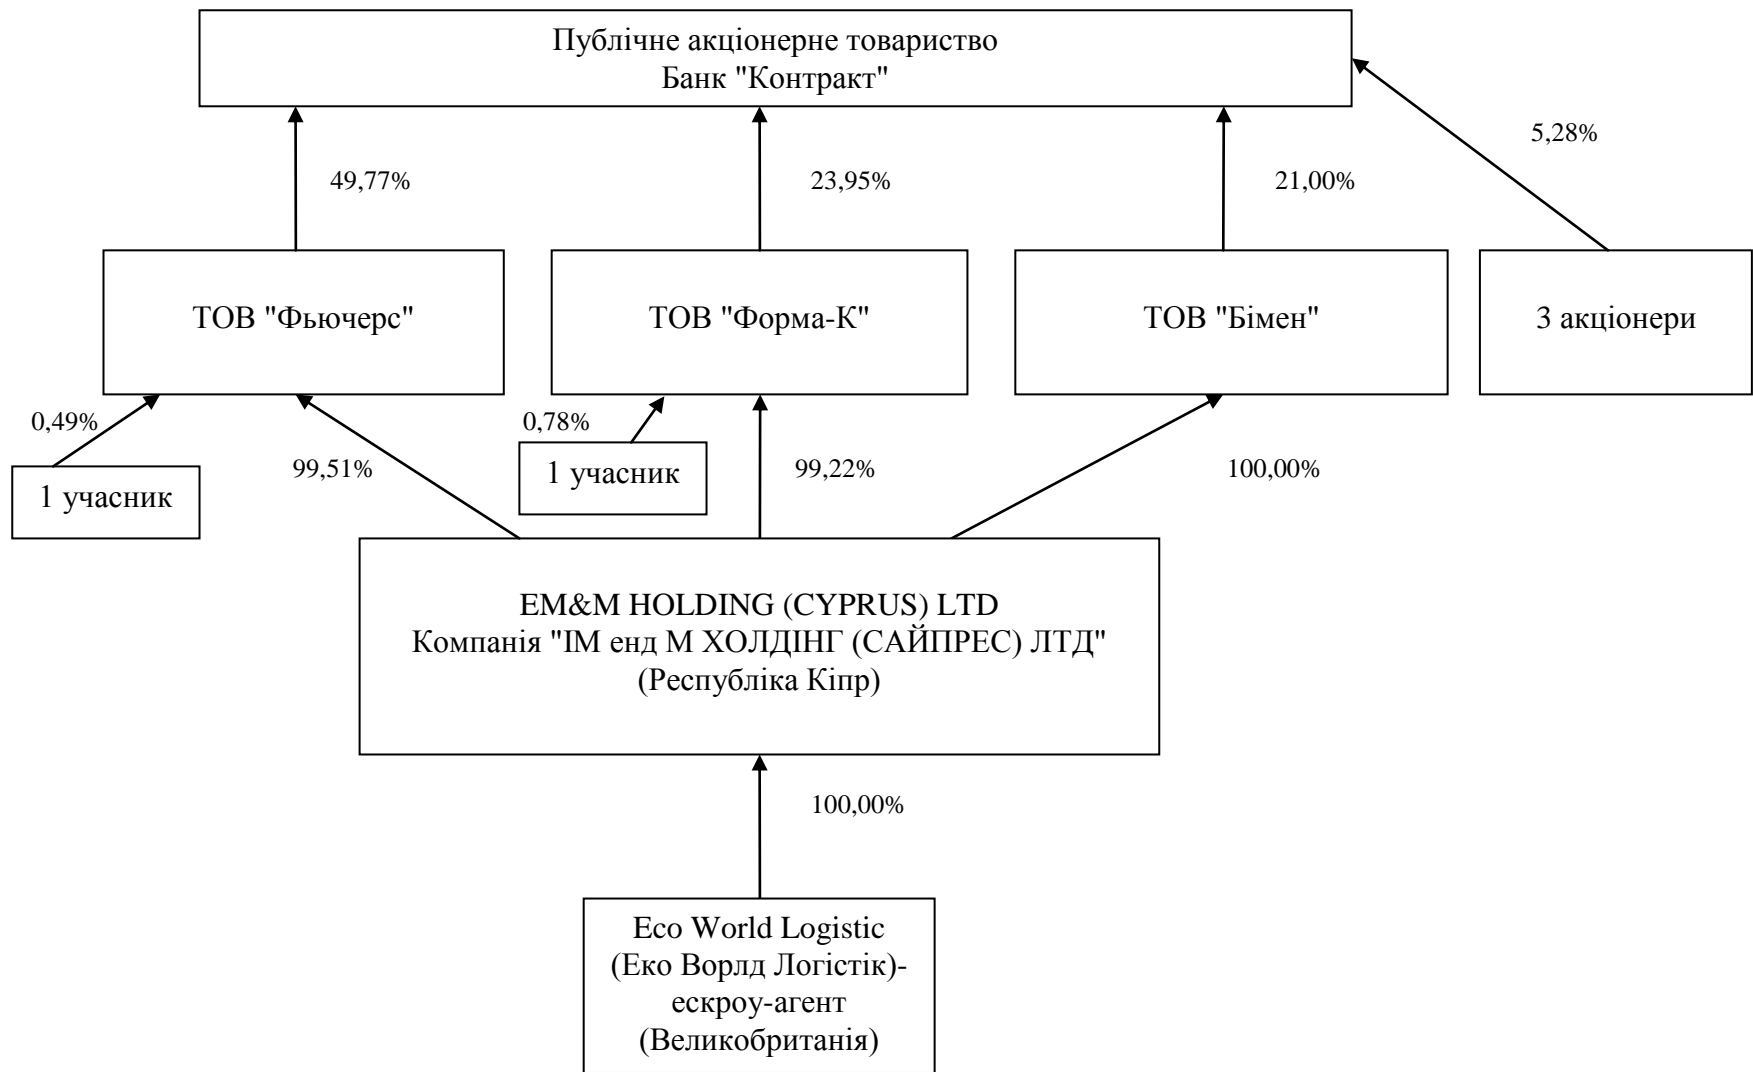 Публічне акціонерне товариство
Банк "Контракт"
5,28%
49,77%
23,95%
21,00%
ТОВ "Фьючерс"
ТОВ "Форма-К"
ТОВ "Бімен"
3 акціонери
0,49%
0,78%
99,51%
1 учасник
99,22%
100,00%
1 учасник
EM&M HOLDING (CYPRUS) LTD
Компанія "ІМ енд М ХОЛДІНГ (САЙПРЕС) ЛТД"
(Республіка Кіпр)
100,00%
Eco World Logistic
(Еко Ворлд Логістік)-
ескроу-агент
(Великобританія)